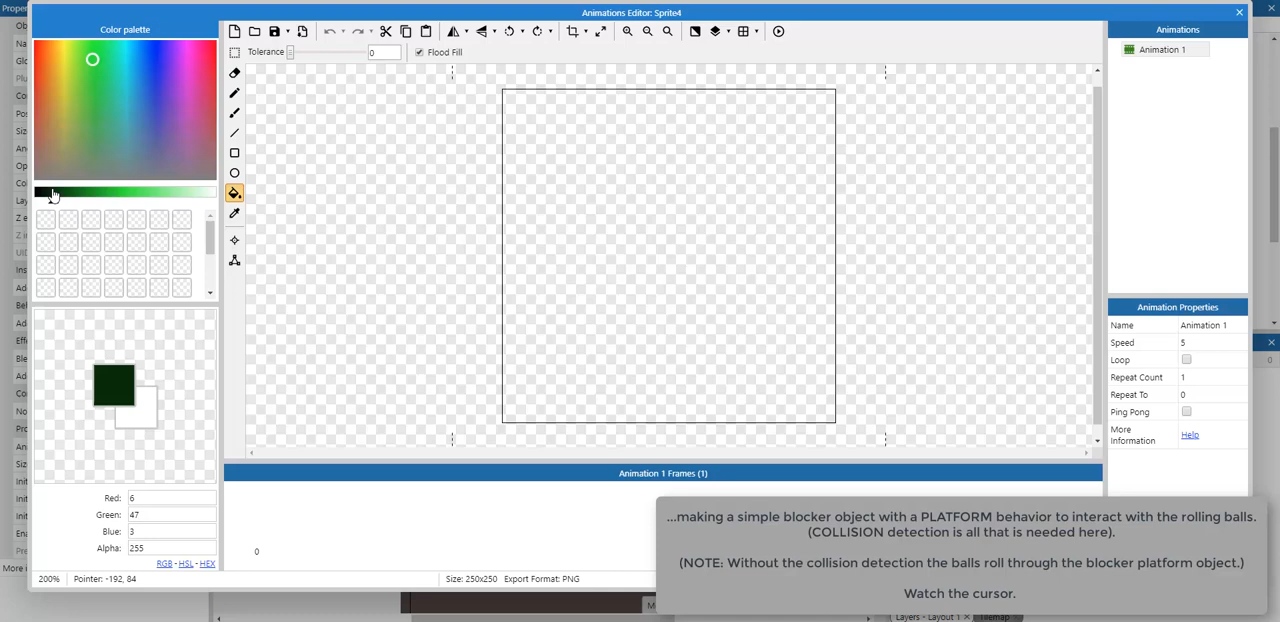 Animations Editor: Sprite4
Color palette
Tolerance
0
Flood Fill
Animations
Animation 1
Animation Properties
Name Animation 1
Speed 5
Loop
Repeat Count 1
Repeat To 0
Ping Pong
More
Information
Help
Animation 1 Frames (1)
0
Red: 6
Green: 47
Blue: 3
Alpha: 255
RGB - HSL - HEX
200% Pointer: -192, 84
Size: 250x250 Export Format: PNG
...making a simple blocker object with a PLATFORM behavior to interact with the rolling balls.
(COLLISION detection is all that is needed here).
(NOTE: Without the collision detection the balls roll through the blocker platform object.)
Watch the cursor.
Layers - Layout 1
Tilemap